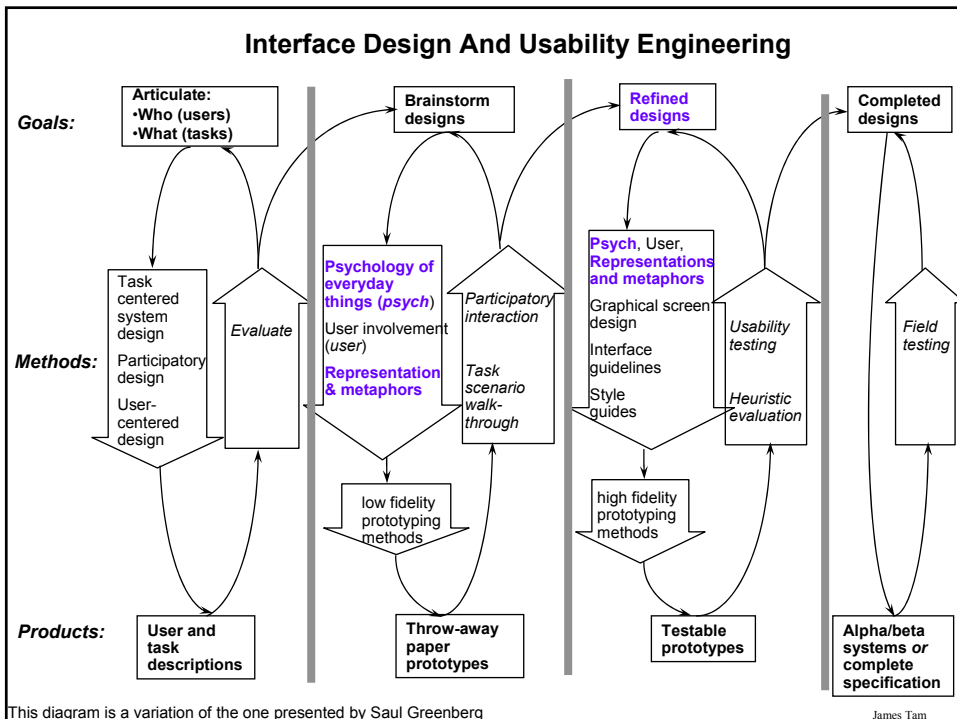 Interface Design And Usability Engineering
Goals:
Articulate:
•Who (users)
•What (tasks)
Brainstorm
designs
Refined
designs
Completed
designs
Methods:
Task
centered
system
design
Participatory
design
User-
centered
design
Evaluate
Psychology of
everyday
things (psych)
User involvement
(user)
Representation
& metaphors
low fidelity
prototyping
methods
Participatory
interaction
Task
scenario
walk-
through
Psych, User,
Representations
and metaphors
Graphical screen
design
Interface
guidelines
Style
guides
high fidelity
prototyping
methods
Usability
testing
Heuristic
evaluation
Field
testing
Products:
User and
task
descriptions
Throw-away
paper
prototypes
Testable
prototypes
Alpha/beta
systems or
complete
specification
This diagram is a variation of the one presented by Saul Greenberg
James Tam